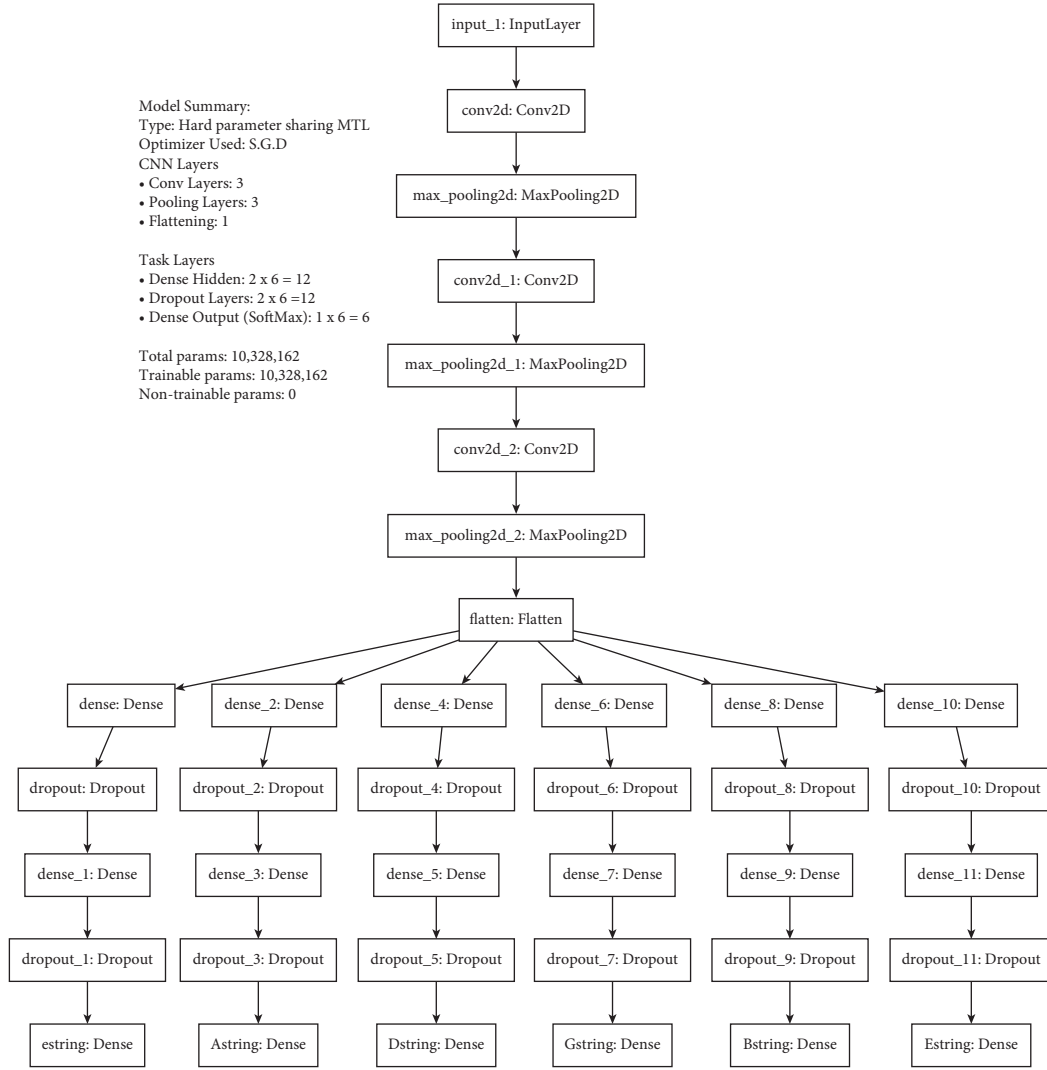 input_1: InputLayer
conv2d: Conv2D
Model Summary:
Type: Hard parameter sharing MTL
Optimizer Used: S.G.D
CNN Layers
• Conv Layers: 3
• Pooling Layers: 3
• Flattening: 1
Task Layers
• Dense Hidden: 2 x 6 = 12
• Dropout Layers: 2 x 6 =12
• Dense Output (SoftMax): 1 x 6 = 6
Total params: 10,328,162
Trainable params: 10,328,162
Non-trainable params: 0
max_pooling2d: MaxPooling2D
conv2d_1: Conv2D
max_pooling2d_1: MaxPooling2D
conv2d_2: Conv2D
max_pooling2d_2: MaxPooling2D
flatten: Flatten
dense: Dense
dense_2: Dense
dense_4: Dense
dense_6: Dense
dense_8: Dense
dense_10: Dense
dropout: Dropout
dropout_2: Dropout
dropout_4: Dropout
dropout_6: Dropout
dropout_8: Dropout
dropout_10: Dropout
dense_1: Dense
dense_3: Dense
dense_5: Dense
dense_7: Dense
dense_9: Dense
dense_11: Dense
dropout_1: Dropout
dropout_3: Dropout
dropout_5: Dropout
dropout_7: Dropout
dropout_9: Dropout
dropout_11: Dropout
estring: Dense
Astring: Dense
Dstring: Dense
Gstring: Dense
Bstring: Dense
Estring: Dense